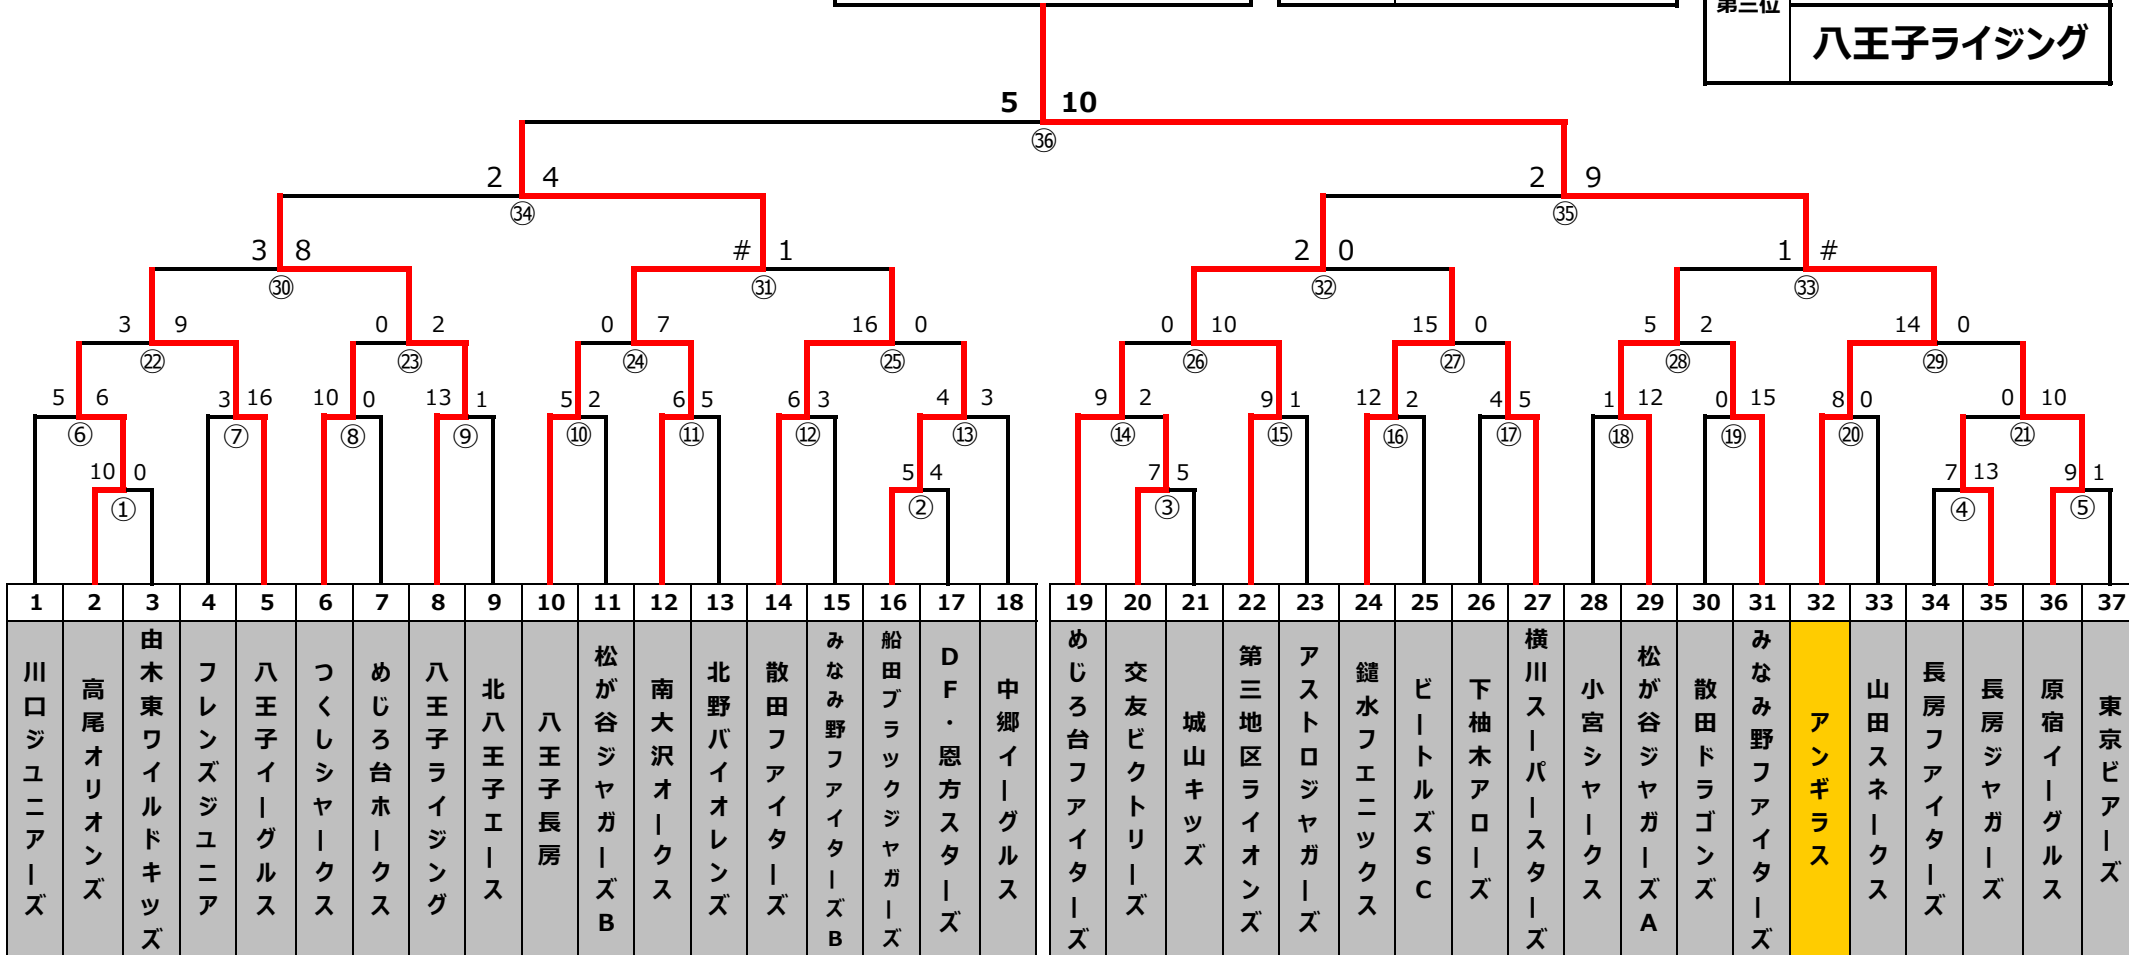 第三位
八王子ライジング
5 10
㊱
2 4
㉞
2 9
㉟
3 8
㉚
# 1
㉛
2 0
㉜
1 #
㉝
3 9
㉒
0 2
㉓
0 7
㉔
16 0
㉕
0 10
㉖
15 0
㉗
5 2
㉘
14 0
㉙
5 6
⑥
3 16
⑦
10 0
⑧
13 1
⑨
5 2
⑩
6 5
⑪
6 3
⑫
4 3
⑬
9 2
⑭
9 1
⑮
12 2
⑯
4 5
⑰
1 12
⑱
0 15
⑲
8 0
⑳
0 10
㉑
10 0
①
5 4
②
7 5
③
7 13
④
9 1
⑤
1 2 3 4 5 6 7 8 9 10 11 12 13 14 15 16 17 18 19 20 21 22 23 24 25 26 27 28 29 30 31 32 33 34 35 36 37
川口ジユニアーズ
高尾オリオンズ
由木東ワイルドキッズ
フレンズジユニア
八王子イーグルス
つくしシャークス
めじろ台ホークス
八王子ライジング
北八王子エース
八王子長房
松が谷ジヤガーズB
南大沢オークス
北野バイオレンズ
散田ファイターズ
みなみ野ファイターズB
船田ブラックジャガーズ
DF・恩方スターズ
中郷イーグルス
めじろ台ファイターズ
交友ビクトリーズ
城山キッズ
第三地区ライオンズ
アストロジャガーズ
鑓水フエニックス
ビートルズSC
下柚木アローズ
横川スーパースターズ
小宮シャークス
松が谷ジヤガーズA
散田ドラゴンズ
みなみ野ファイターズ
アンギラス
山田スネークス
長房ファイターズ
長房ジャガーズ
原宿イーグルス
東京ビアーズ